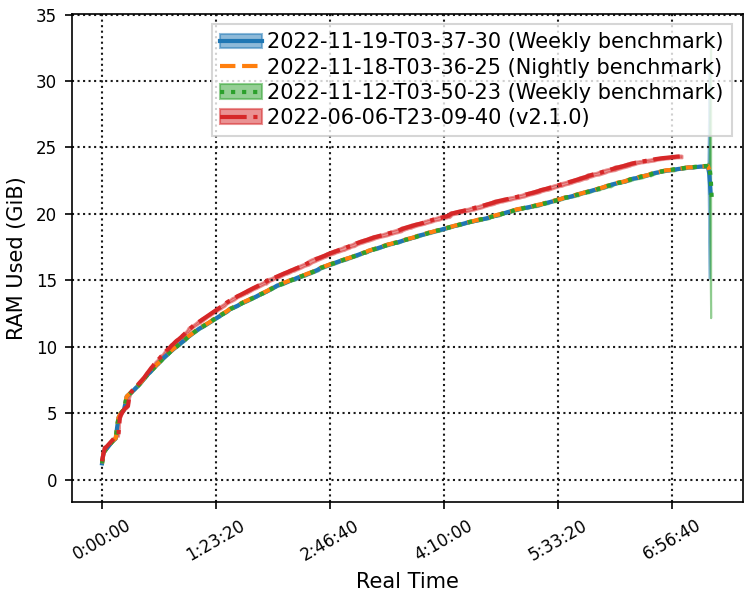 35
30
25
20
15
10
5
0
RAM Used (GiB)
2022-11-19-T03-37-30 (Weekly benchmark)
2022-11-18-T03-36-25 (Nightly benchmark)
2022-11-12-T03-50-23 (Weekly benchmark)
2022-06-06-T23-09-40 (v2.1.0)
0:00:00
1:23:20
2:46:40
4:10:00
5:33:20
6:56:40
Real Time